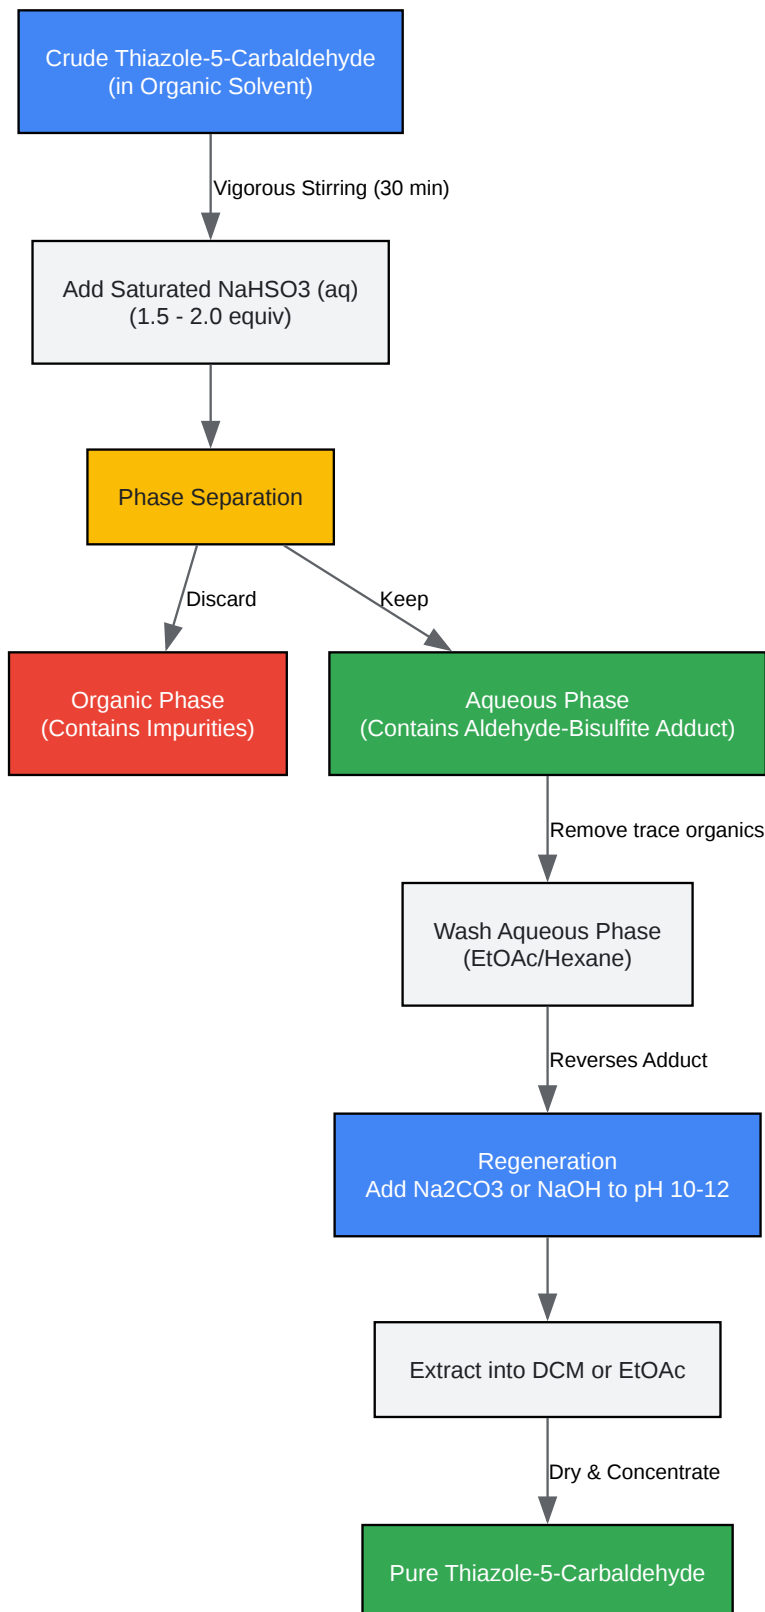 Crude Thiazole-5-Carbaldehyde
(in Organic Solvent)
Vigorous Stirring (30 min)
Add Saturated NaHSO3 (aq)
(1.5 - 2.0 equiv)
Phase Separation
Discard
Keep
Organic Phase
(Contains Impurities)
Aqueous Phase
(Contains Aldehyde-Bisulfite Adduct)
Remove trace organics
Wash Aqueous Phase
(EtOAc/Hexane)
Reverses Adduct
Regeneration
Add Na2CO3 or NaOH to pH 10-12
Extract into DCM or EtOAc
Dry & Concentrate
Pure Thiazole-5-Carbaldehyde